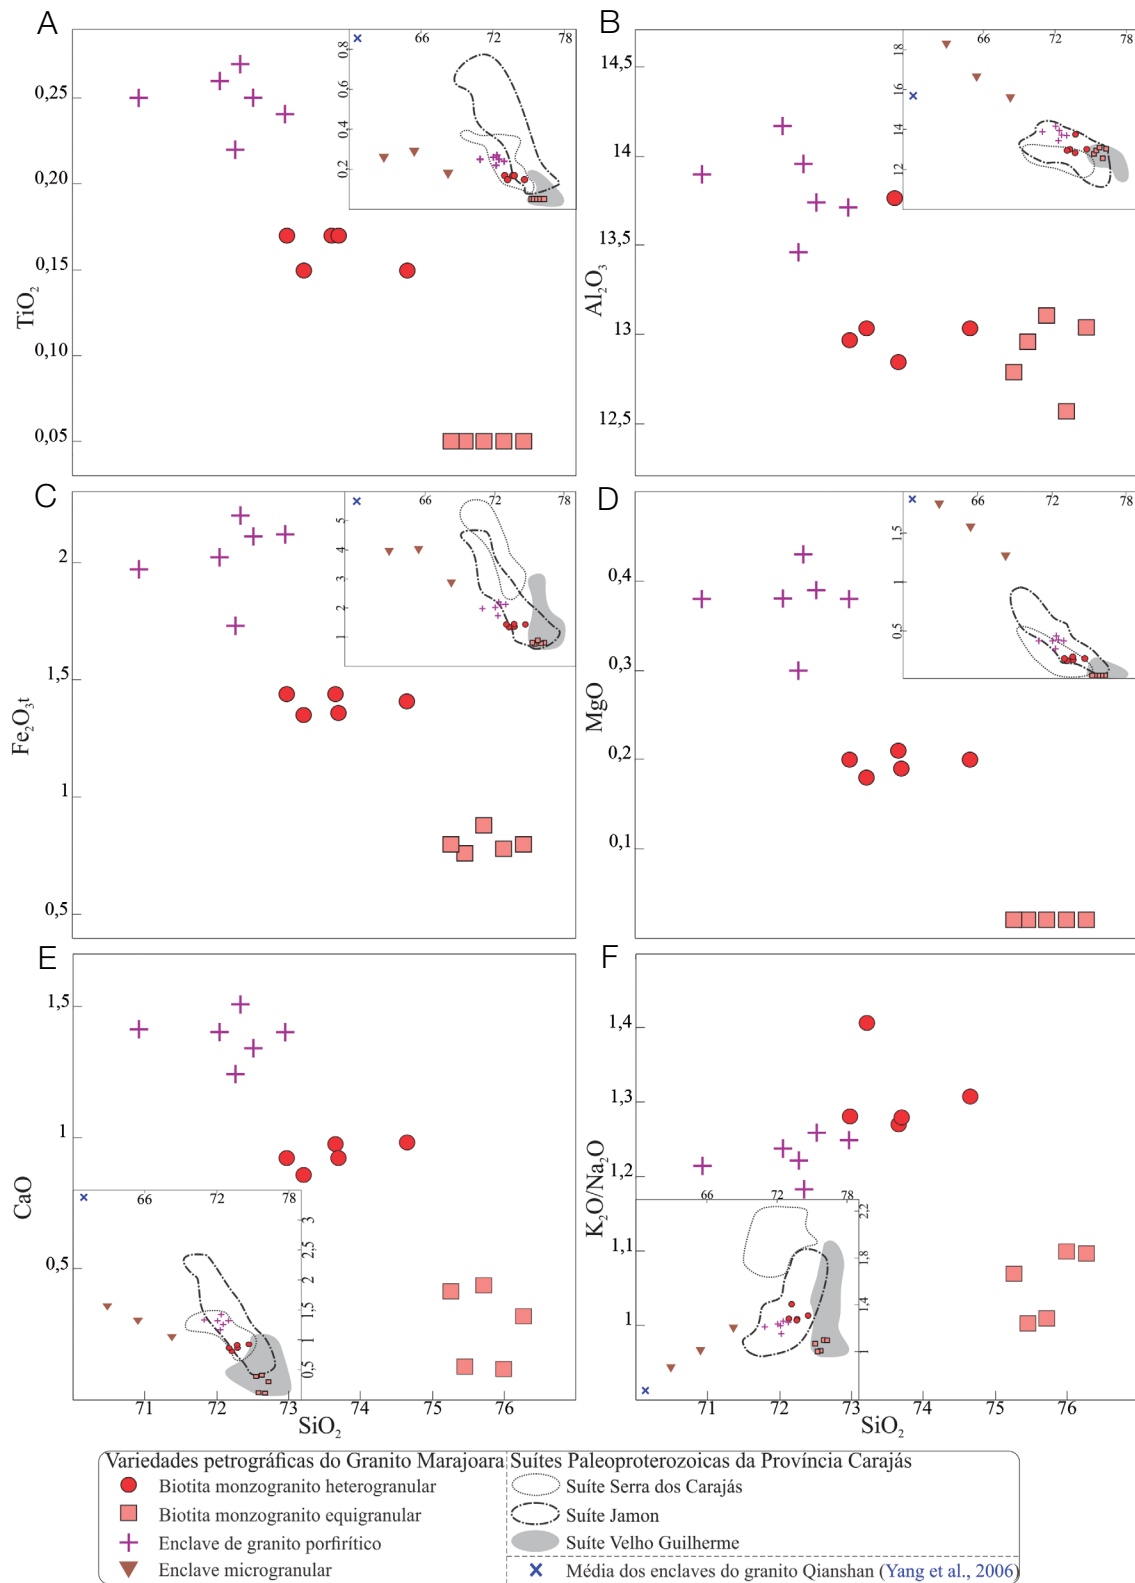 A
66 72 78
0,8
0,6
0,4
0,2
0,25
0,20
0,15
0,10
0,05
TiO2
B
66 72 78
18
16
14
12
14,5
14
13,5
13
12,5
Al2O3
C
66 72 78
5
4
3
2
1
2
1,5
1
0,5
Fe2O3t
D
66 72 78
1,5
1
0,5
0,4
0,3
0,2
0,1
MgO
E
66 72 78
3
2,5
2
1,5
1
0,5
1,5
1
0,5
CaO
71 72 73 74 75 76
SiO2
F
66 72 78
2,2
1,8
1,4
1
1,4
1,3
1,2
1,1
1
K2O/Na2O
71 72 73 74 75 76
SiO2
Variedades petrográficas do Granito Marajoara
Biotita monzogranito heterogranular
Biotita monzogranito equigranular
Enclave de granito porfirítico
Enclave microgranular
Suítes Paleoproterozoicas da Província Carajás
Suíte Serra dos Carajás
Suíte Jamon
Suíte Velho Guilherme
Média dos enclaves do granito Qianshan (Yang et al., 2006)